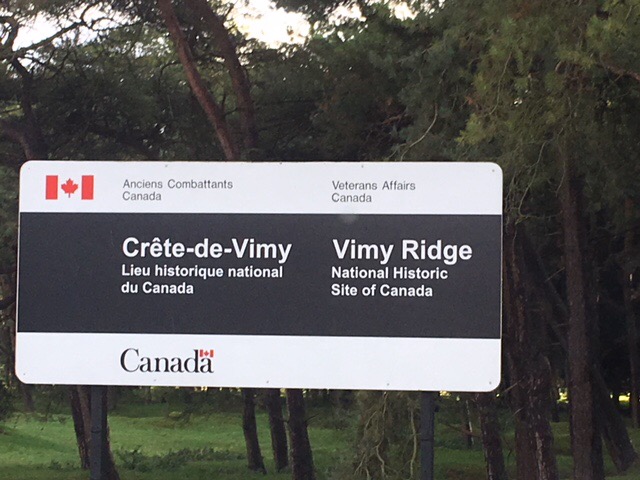 Anciens Combattants
Canada
Veterans Affairs
Canada
Crête-de-Vimy
Lieu historique national
du Canada
Vimy Ridge
National Historic
Site of Canada
Canada